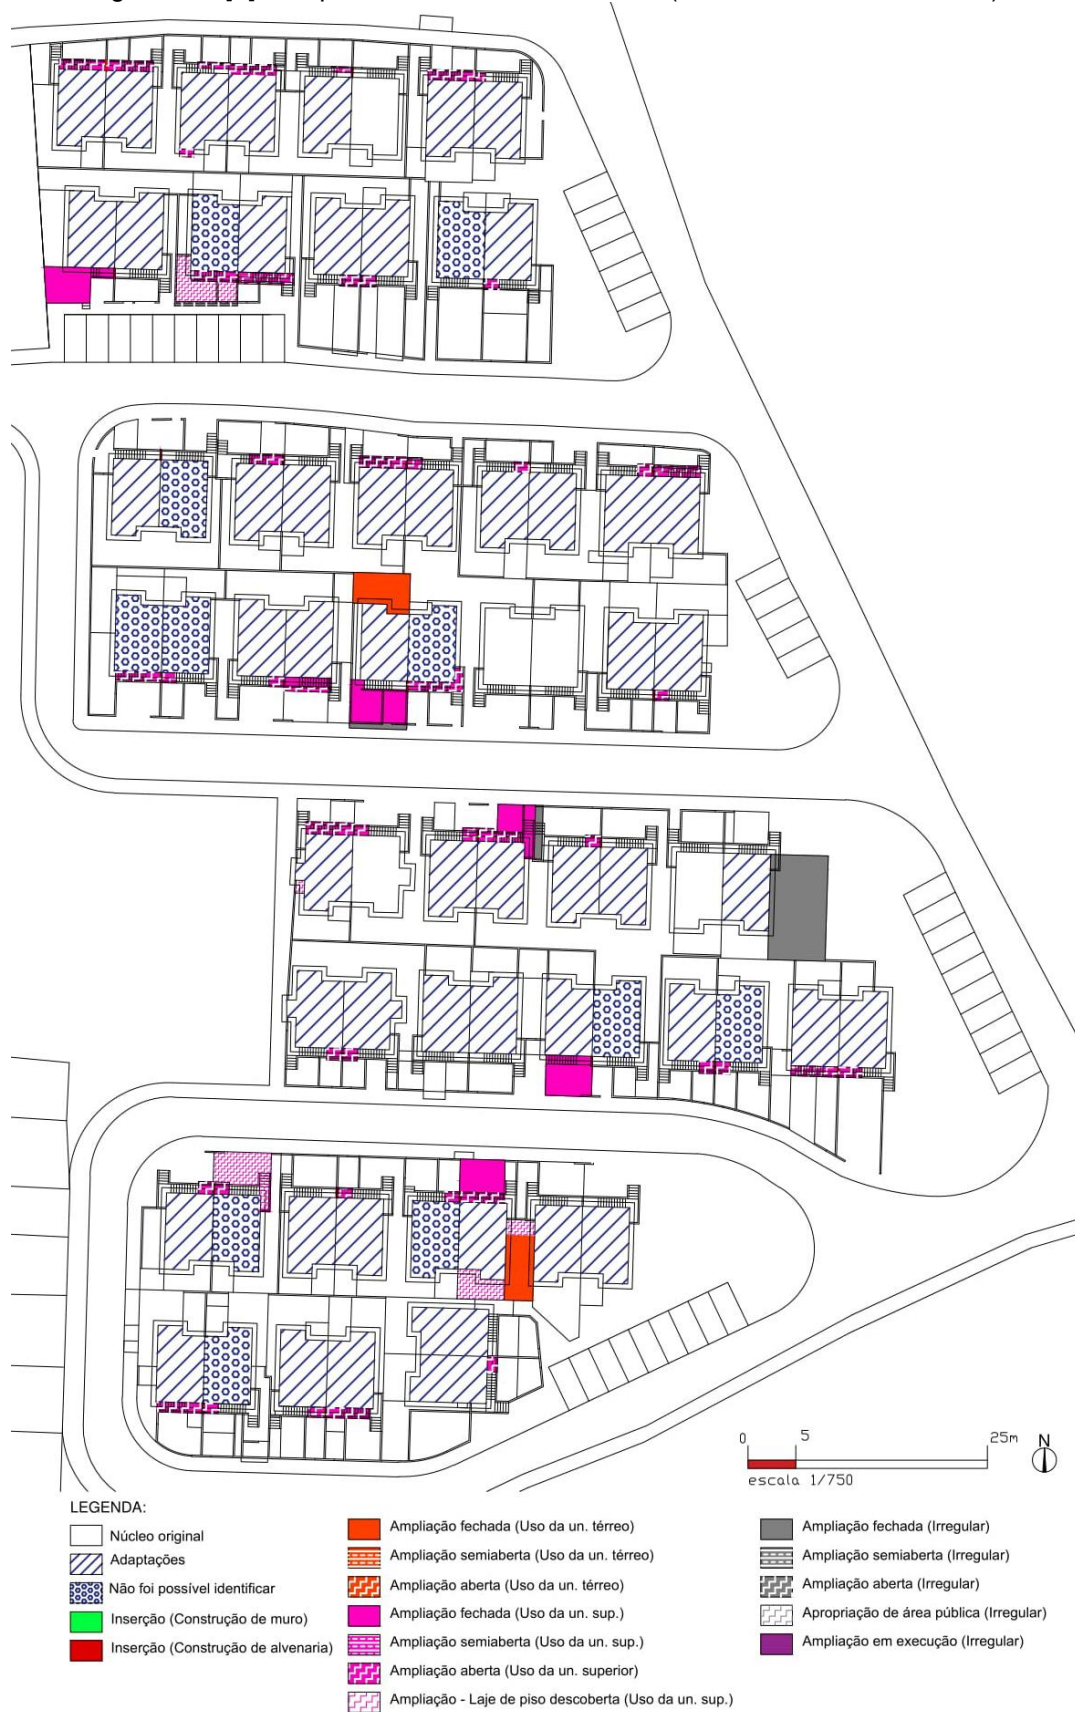 0 5 25m N
escala 1/750
LEGENDA:
Núcleo original
Adaptações
Não foi possível identificar
Inserção (Construção de muro)
Inserção (Construção de alvenaria)
Ampliação fechada (Uso da un. térreo)
Ampliação semiaberta (Uso da un. térreo)
Ampliação aberta (Uso da un. térreo)
Ampliação fechada (Uso da un. sup.)
Ampliação semiaberta (Uso da un. sup.)
Ampliação aberta (Uso da un. superior)
Ampliação - Laje de piso descoberta (Uso da un. sup.)
Ampliação fechada (Irregular)
Ampliação semiaberta (Irregular)
Ampliação aberta (Irregular)
Apropriação de área pública (Irregular)
Ampliação em execução (Irregular)